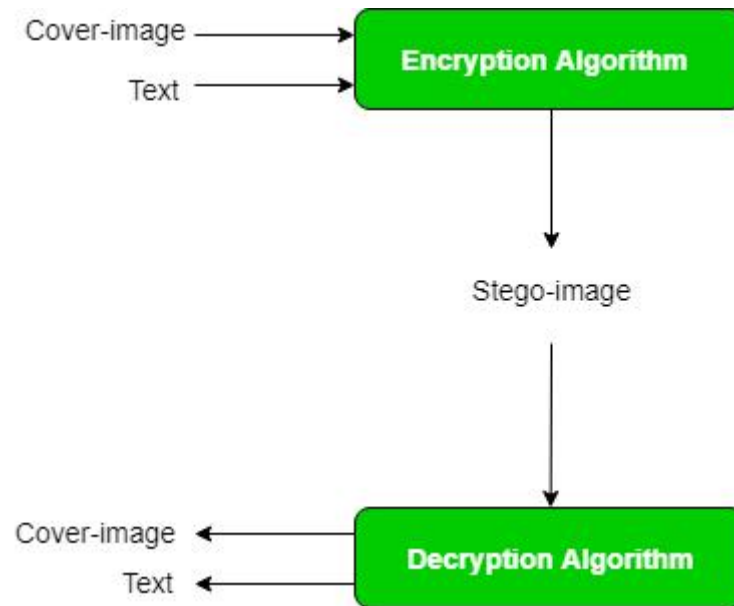 Cover-image
Encryption Algorithm
Text
Stego-image
Cover-image
Decryption Algorithm
Text